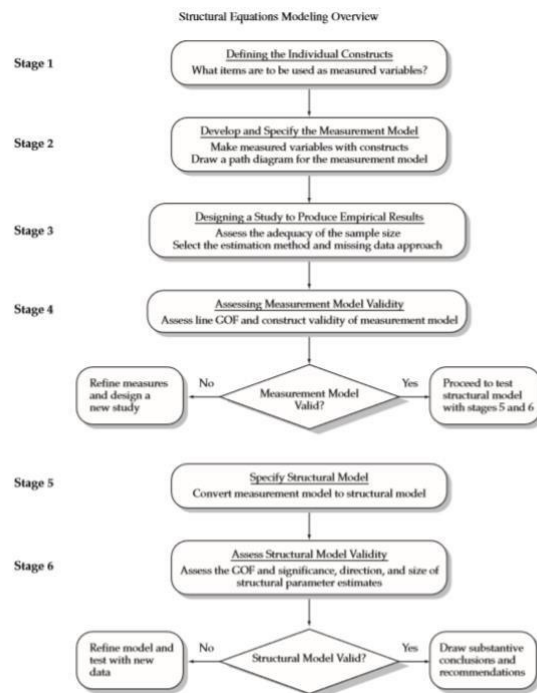 Structural Equations Modeling Overview
Stage 1
Defining the Individual Constructs
What items are to be used as measured variables?
Stage 2
Develop and Specify the Measurement Model
Make measured variables with constructs
Draw a path diagram for the measurement model
Stage 3
Designing a Study to Produce Empirical Results
Assess the adequacy of the sample size
Select the estimation method and missing data approach
Stage 4
Assessing Measurement Model Validity
Assess line GOF and construct validity of measurement model
Refine measures
and design a
new study
No
Measurement Model
Valid?
Yes
Proceed to test
structural model
with stages 5 and 6
Stage 5
Specify Structural Model
Convert measurement model to structural model
Stage 6
Assess Structural Model Validity
Assess the GOF and significance, direction, and size of
structural parameter estimates
Refine model and
test with new
data
No
Structural Model Valid?
Yes
Draw substantive
conclusions and
recommendations